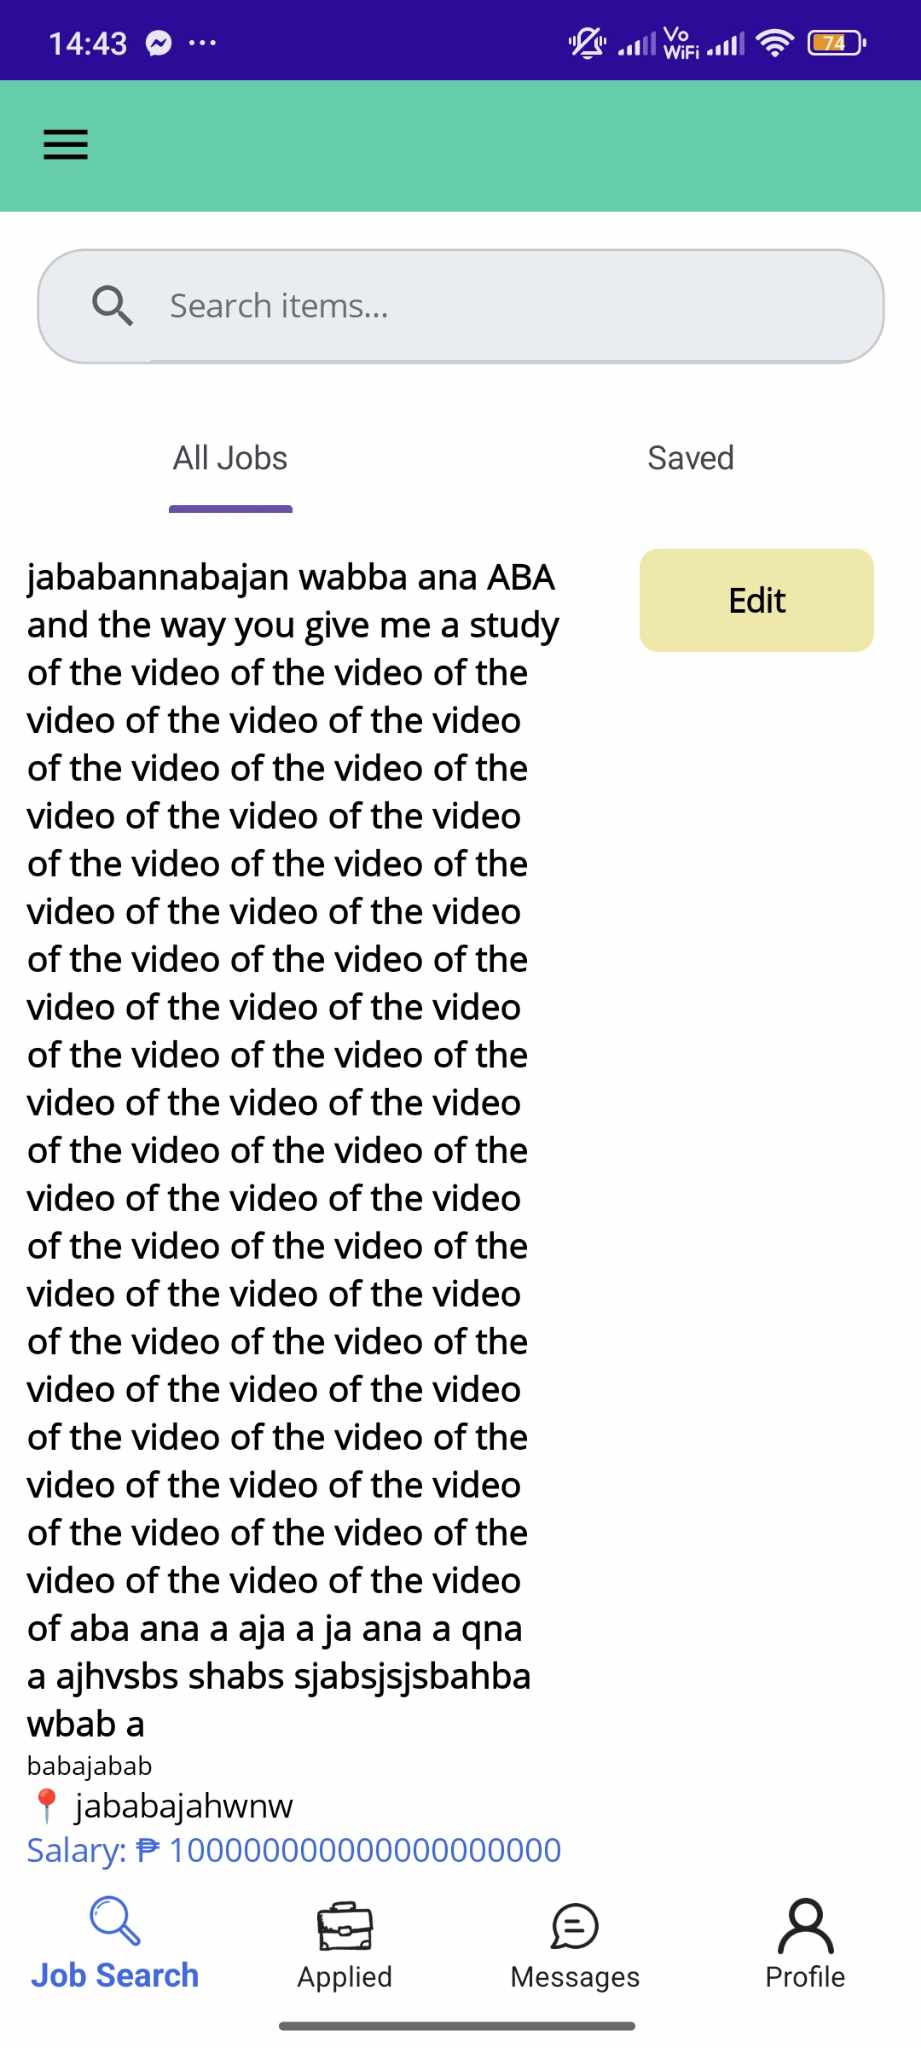 14:43
Vo
WiFi
74
Search items...
All Jobs
Saved
jababannabajan wabba ana ABA
and the way you give me a study
of the video of the video of the
video of the video of the video
of the video of the video of the
video of the video of the video
of the video of the video of the
video of the video of the video
of the video of the video of the
video of the video of the video
of the video of the video of the
video of the video of the video
of the video of the video of the
video of the video of the video
of the video of the video of the
video of the video of the video
of the video of the video of the
video of the video of the video
of the video of the video of the
video of the video of the video
of the video of the video of the
video of the video of the video
of aba ana a aja a ja ana a qna
a ajhvsbs shabs sjabsjsjsbahba
wbab a
Edit
babajabab
📍 jababajahwnw
Salary: ₱ 100000000000000000000
Job Search
Applied
Messages
Profile